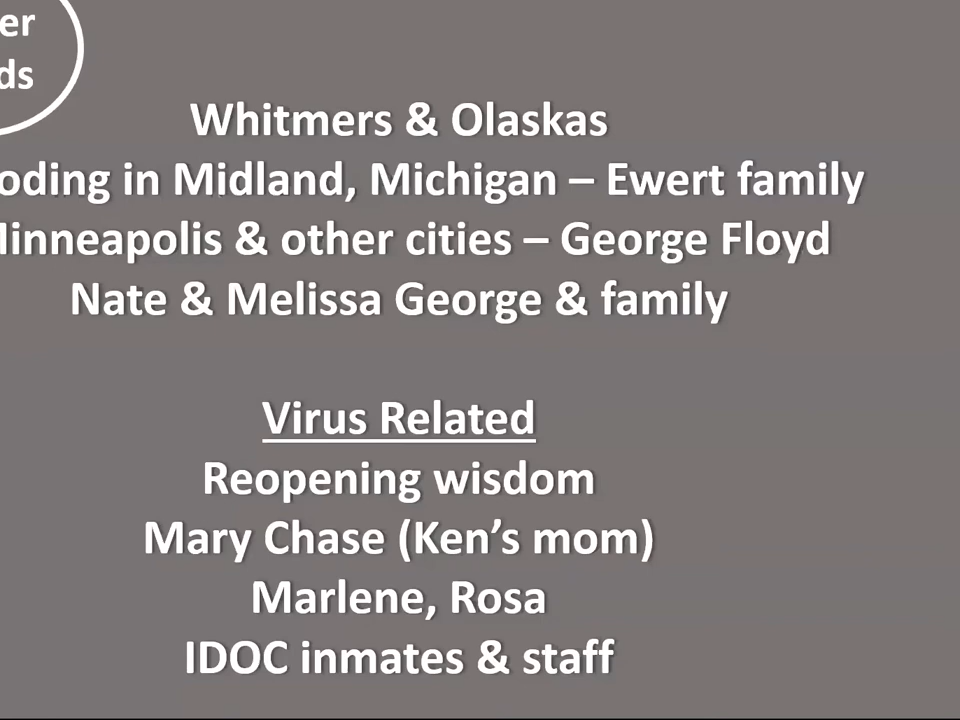 er
ds
Whitmers & Olaskas
oding in Midland, Michigan – Ewert family
inneapolis & other cities – George Floyd
Nate & Melissa George & family
Virus Related
Reopening wisdom
Mary Chase (Ken’s mom)
Marlene, Rosa
IDOC inmates & staff